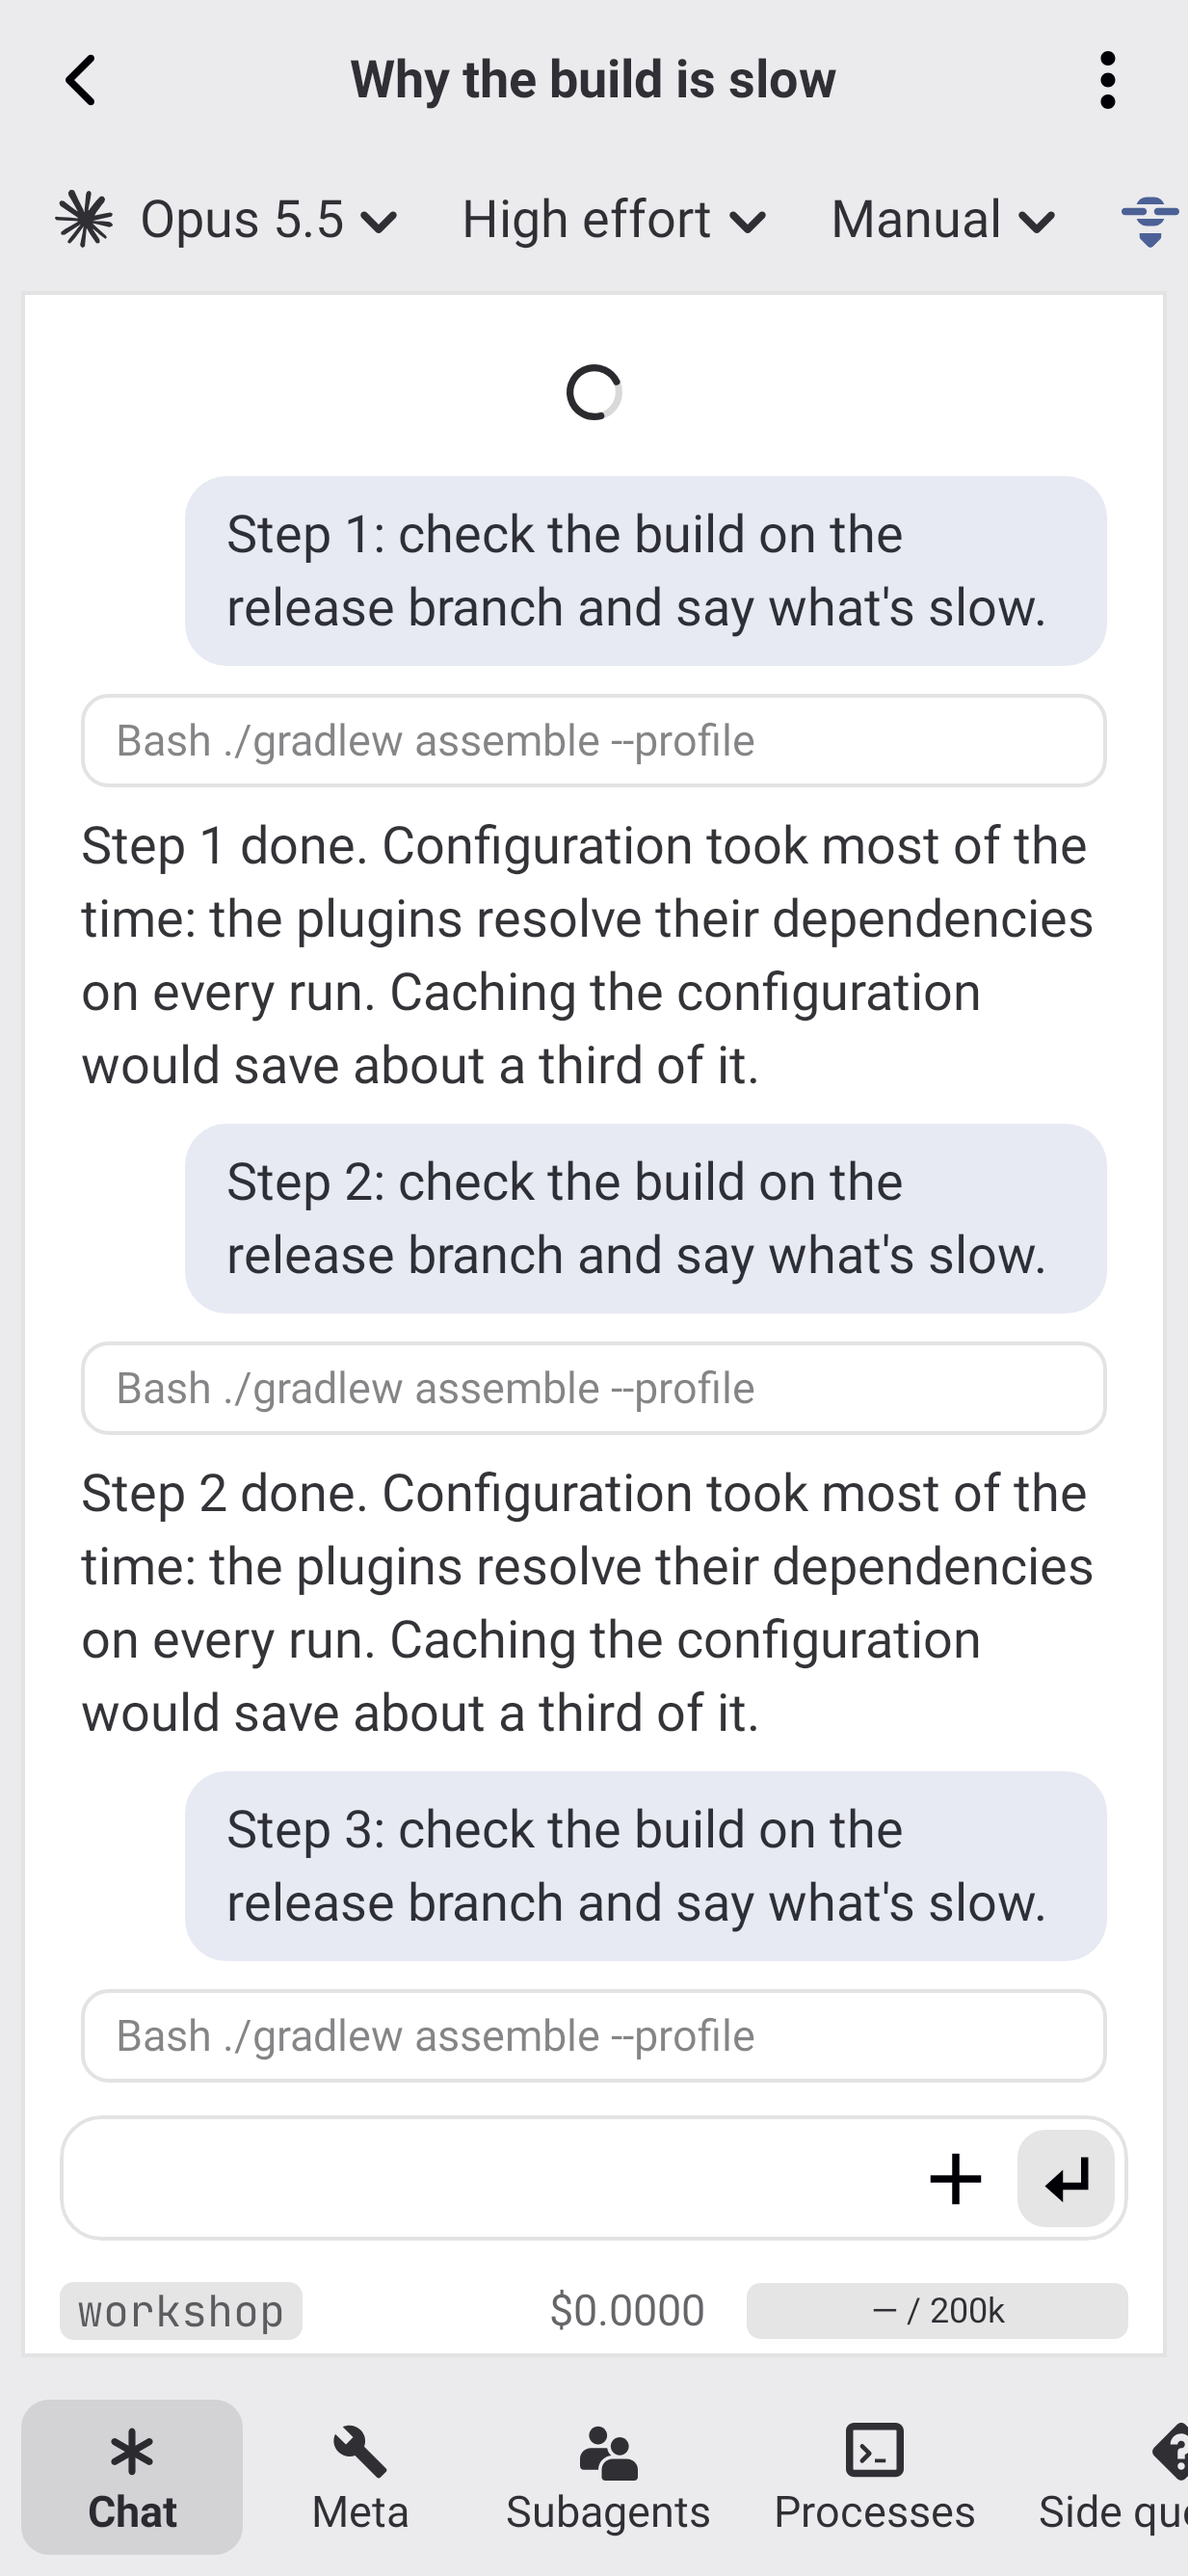 Why the build is slow
Opus 5.5 High effort Manual
Step 1: check the build on the
release branch and say what's slow.
Bash ./gradlew assemble --profile
Step 1 done. Configuration took most of the
time: the plugins resolve their dependencies
on every run. Caching the configuration
would save about a third of it.
Step 2: check the build on the
release branch and say what's slow.
Bash ./gradlew assemble --profile
Step 2 done. Configuration took most of the
time: the plugins resolve their dependencies
on every run. Caching the configuration
would save about a third of it.
Step 3: check the build on the
release branch and say what's slow.
Bash ./gradlew assemble --profile
workshop $0.0000 — / 200k
Chat Meta Subagents Processes Side